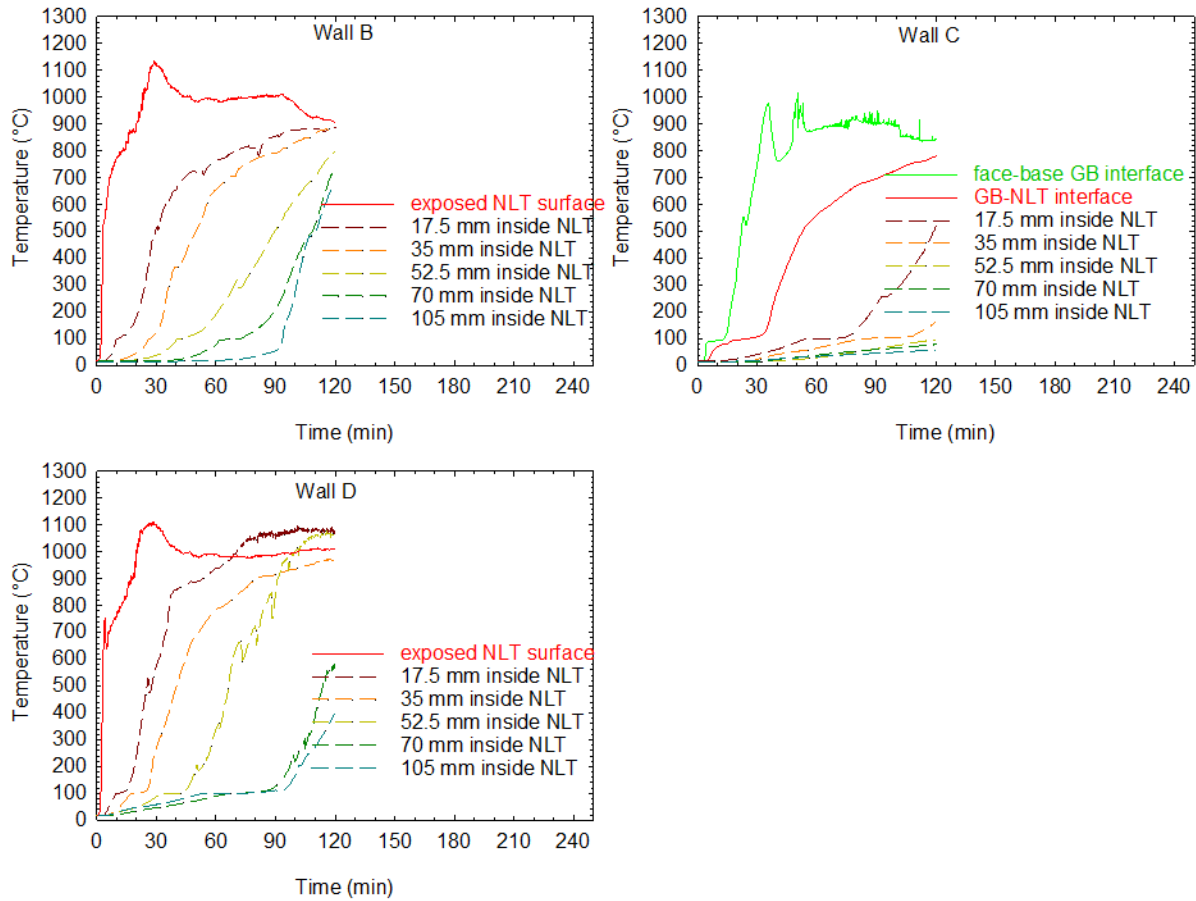 Wall B
Temperature (°C)
1300
1200
1100
1000
900
800
700
600
500
400
300
200
100
0
exposed NLT surface
17.5 mm inside NLT
35 mm inside NLT
52.5 mm inside NLT
70 mm inside NLT
105 mm inside NLT
0 30 60 90 120 150 180 210 240
Time (min)
Wall C
Temperature (°C)
1300
1200
1100
1000
900
800
700
600
500
400
300
200
100
0
face-base GB interface
GB-NLT interface
17.5 mm inside NLT
35 mm inside NLT
52.5 mm inside NLT
70 mm inside NLT
105 mm inside NLT
0 30 60 90 120 150 180 210 240
Time (min)
Wall D
Temperature (°C)
1300
1200
1100
1000
900
800
700
600
500
400
300
200
100
0
exposed NLT surface
17.5 mm inside NLT
35 mm inside NLT
52.5 mm inside NLT
70 mm inside NLT
105 mm inside NLT
0 30 60 90 120 150 180 210 240
Time (min)